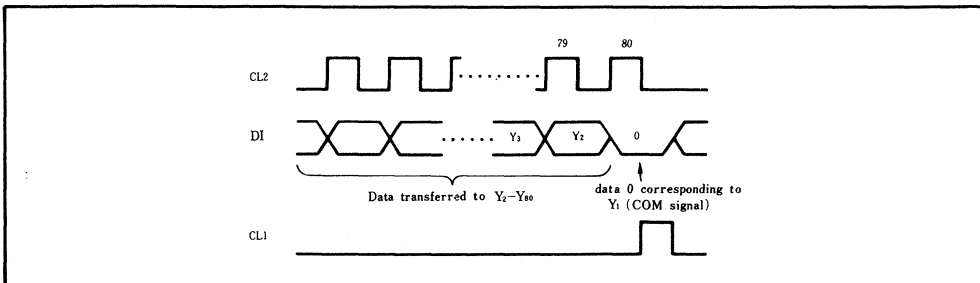 79 80
CL2
DI Y₃ Y₂ 0
Data transferred to Y₂–Y₈₀
data 0 corresponding to
Y₁ (COM signal)
CL1